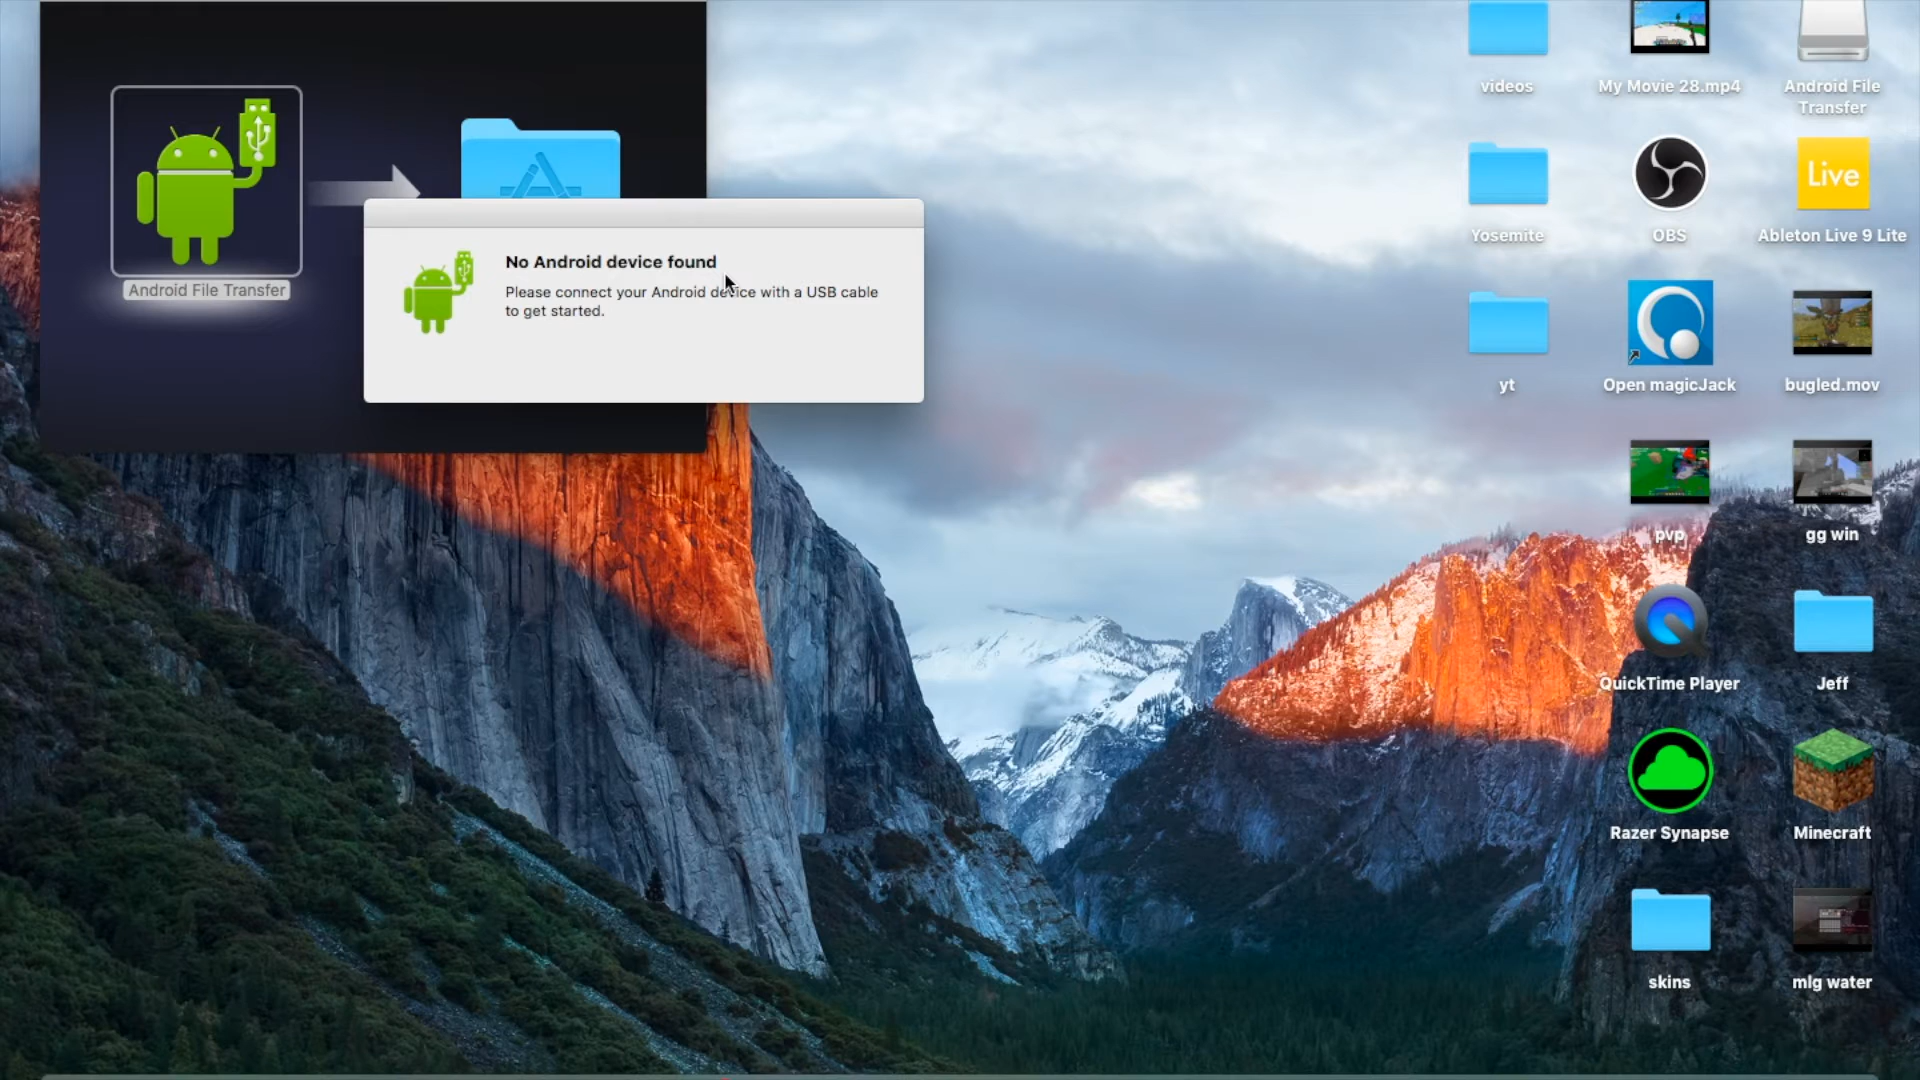 Android File Transfer
No Android device found
Please connect your Android device with a USB cable
to get started.
videos
My Movie 28.mp4
Android File
Transfer
Yosemite
OBS
Live
Ableton Live 9 Lite
yt
Open magicJack
bugled.mov
pvp
gg win
QuickTime Player
Jeff
Razer Synapse
Minecraft
skins
mlg water